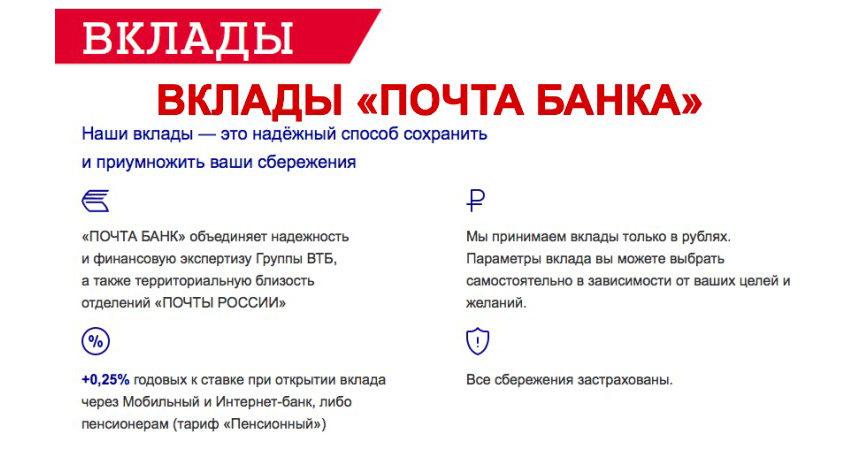 ВКЛАДЫ
ВКЛАДЫ «ПОЧТА БАНКА»
Наши вклады — это надёжный способ сохранить
и приумножить ваши сбережения
«ПОЧТА БАНК» объединяет надежность
и финансовую экспертизу Группы ВТБ,
а также территориальную близость
отделений «ПОЧТЫ РОССИИ»
₽
Мы принимаем вклады только в рублях.
Параметры вклада вы можете выбрать
самостоятельно в зависимости от ваших целей и
желаний.
%
+0,25% годовых к ставке при открытии вклада
через Мобильный и Интернет-банк, либо
пенсионерам (тариф «Пенсионный»)
!
Все сбережения застрахованы.